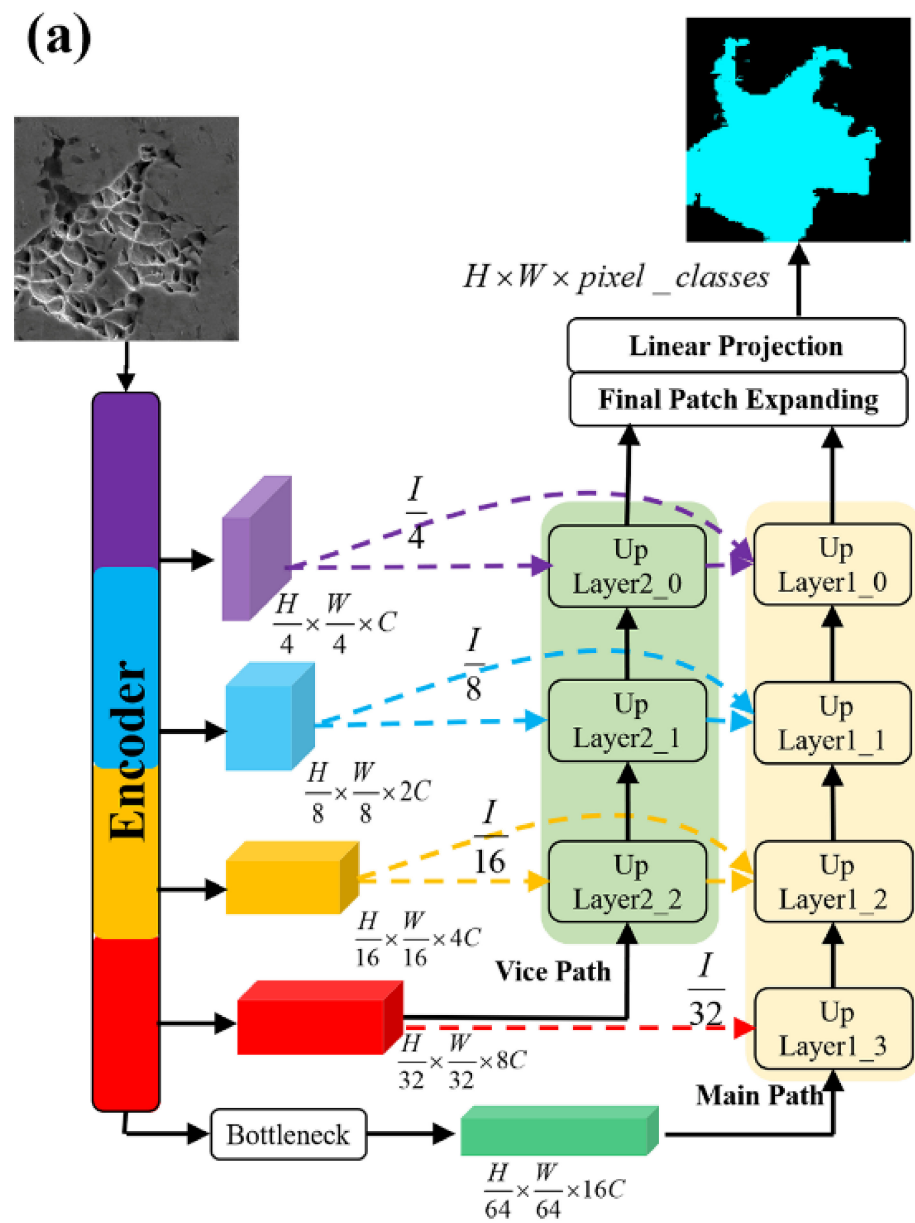 (a)
H×W×pixel_classes
Linear Projection
Final Patch Expanding
Encoder
I/4
Up
Layer2_0
Up
Layer1_0
H/4×W/4×C
I/8
Up
Layer2_1
Up
Layer1_1
H/8×W/8×2C
I/16
Up
Layer2_2
Up
Layer1_2
H/16×W/16×4C
Vice Path
I/32
Up
Layer1_3
H/32×W/32×8C
Main Path
Bottleneck
H/64×W/64×16C